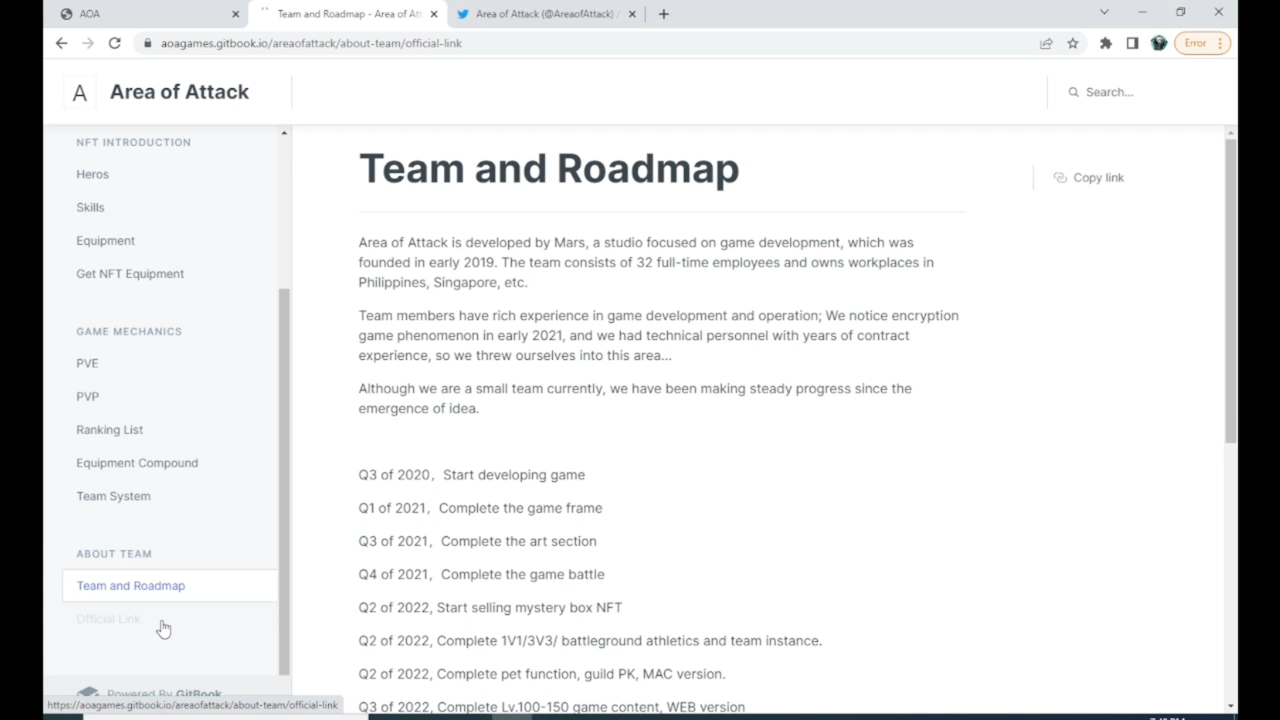 AOA
Team and Roadmap - Area of Att
Area of Attack (@AreaofAttack) /
aoagames.gitbook.io/areaofattack/about-team/official-link
Error
A
Area of Attack
Search...
NFT INTRODUCTION
Heros
Skills
Equipment
Get NFT Equipment
GAME MECHANICS
PVE
PVP
Ranking List
Equipment Compound
Team System
ABOUT TEAM
Team and Roadmap
Official Link
Powered By GitBook
https://aoagames.gitbook.io/areaofattack/about-team/official-link
Team and Roadmap
Copy link
Area of Attack is developed by Mars, a studio focused on game development, which was
founded in early 2019. The team consists of 32 full-time employees and owns workplaces in
Philippines, Singapore, etc.
Team members have rich experience in game development and operation; We notice encryption
game phenomenon in early 2021, and we had technical personnel with years of contract
experience, so we threw ourselves into this area...
Although we are a small team currently, we have been making steady progress since the
emergence of idea.
Q3 of 2020，Start developing game
Q1 of 2021，Complete the game frame
Q3 of 2021，Complete the art section
Q4 of 2021，Complete the game battle
Q2 of 2022, Start selling mystery box NFT
Q2 of 2022, Complete 1V1/3V3/ battleground athletics and team instance.
Q2 of 2022, Complete pet function, guild PK, MAC version.
Q3 of 2022, Complete Lv.100-150 game content, WEB version